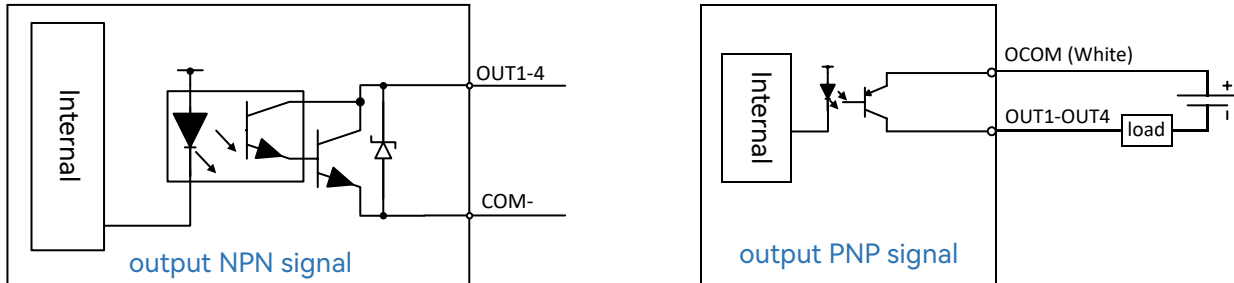 Internal
OUT1-4
COM-
output NPN signal
Internal
OCOM (White)
OUT1-OUT4
load
+
-
output PNP signal